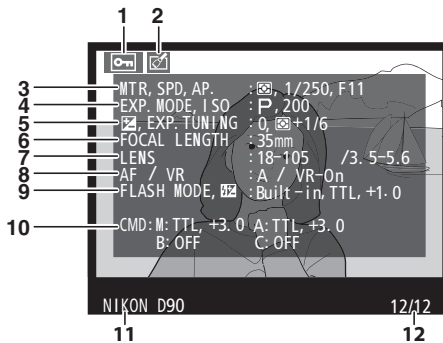 1 2
3 MTR, SPD, AP. : , 1/250, F11
4 EXP. MODE, ISO : P, 200
5 , EXP. TUNING : 0, +1/6
6 FOCAL LENGTH : 35mm
7 LENS : 18-105 /3.5-5.6
8 AF / VR : A / VR-On
9 FLASH MODE, : Built-in, TTL, +1.0
10 CMD: M: TTL, +3.0 A: TTL, +3.0
B: OFF C: OFF
NIKON D90 12/12
11 12